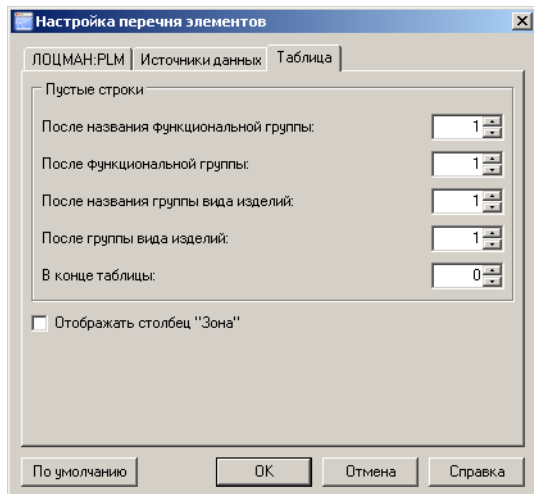 Настройка перечня элементов
ЛОЦМАН:PLM Источники данных Таблица
Пустые строки
После названия функциональной группы: 1
После функциональной группы: 1
После названия группы вида изделий: 1
После группы вида изделий: 1
В конце таблицы: 0
Отображать столбец "Зона"
По умолчанию OK Отмена Справка